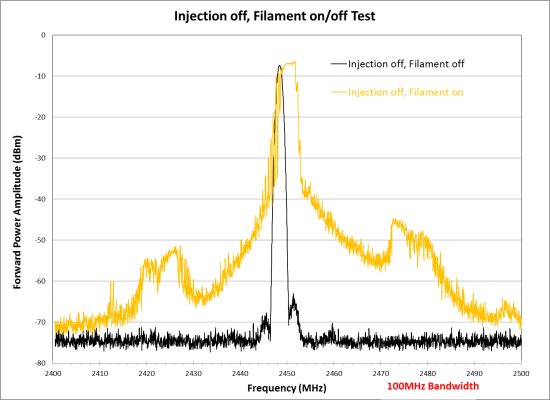 Injection off, Filament on/off Test
Forward Power Amplitude (dBm)
0
-10
-20
-30
-40
-50
-60
-70
-80
Injection off, Filament off
Injection off, Filament on
2400 2410 2420 2430 2440 2450 2460 2470 2480 2490 2500
Frequency (MHz)
100MHz Bandwidth